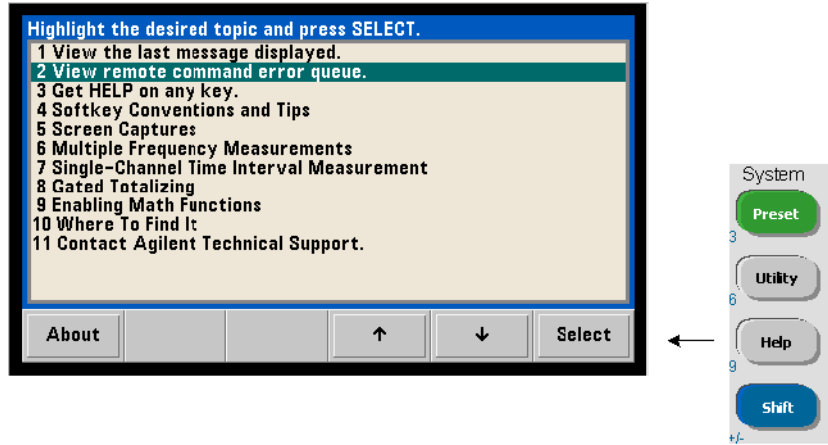 Highlight the desired topic and press SELECT.
1 View the last message displayed.
2 View remote command error queue.
3 Get HELP on any key.
4 Softkey Conventions and Tips
5 Screen Captures
6 Multiple Frequency Measurements
7 Single-Channel Time Interval Measurement
8 Gated Totalizing
9 Enabling Math Functions
10 Where To Find It
11 Contact Agilent Technical Support.
About ↑ ↓ Select
System
Preset
3
Utility
6
Help
9
Shift
+/-